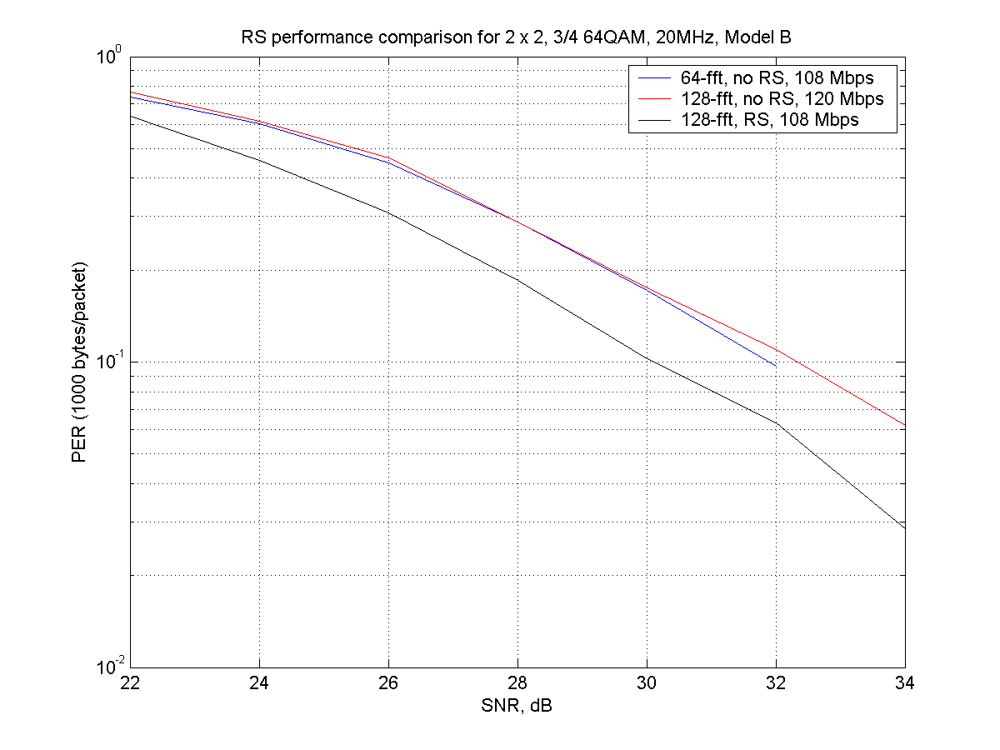 RS performance comparison for 2 x 2, 3/4 64QAM, 20MHz, Model B
10^0
64-fft, no RS, 108 Mbps
128-fft, no RS, 120 Mbps
128-fft, RS, 108 Mbps
PER (1000 bytes/packet)
10^-1
10^-2
22 24 26 28 30 32 34
SNR, dB